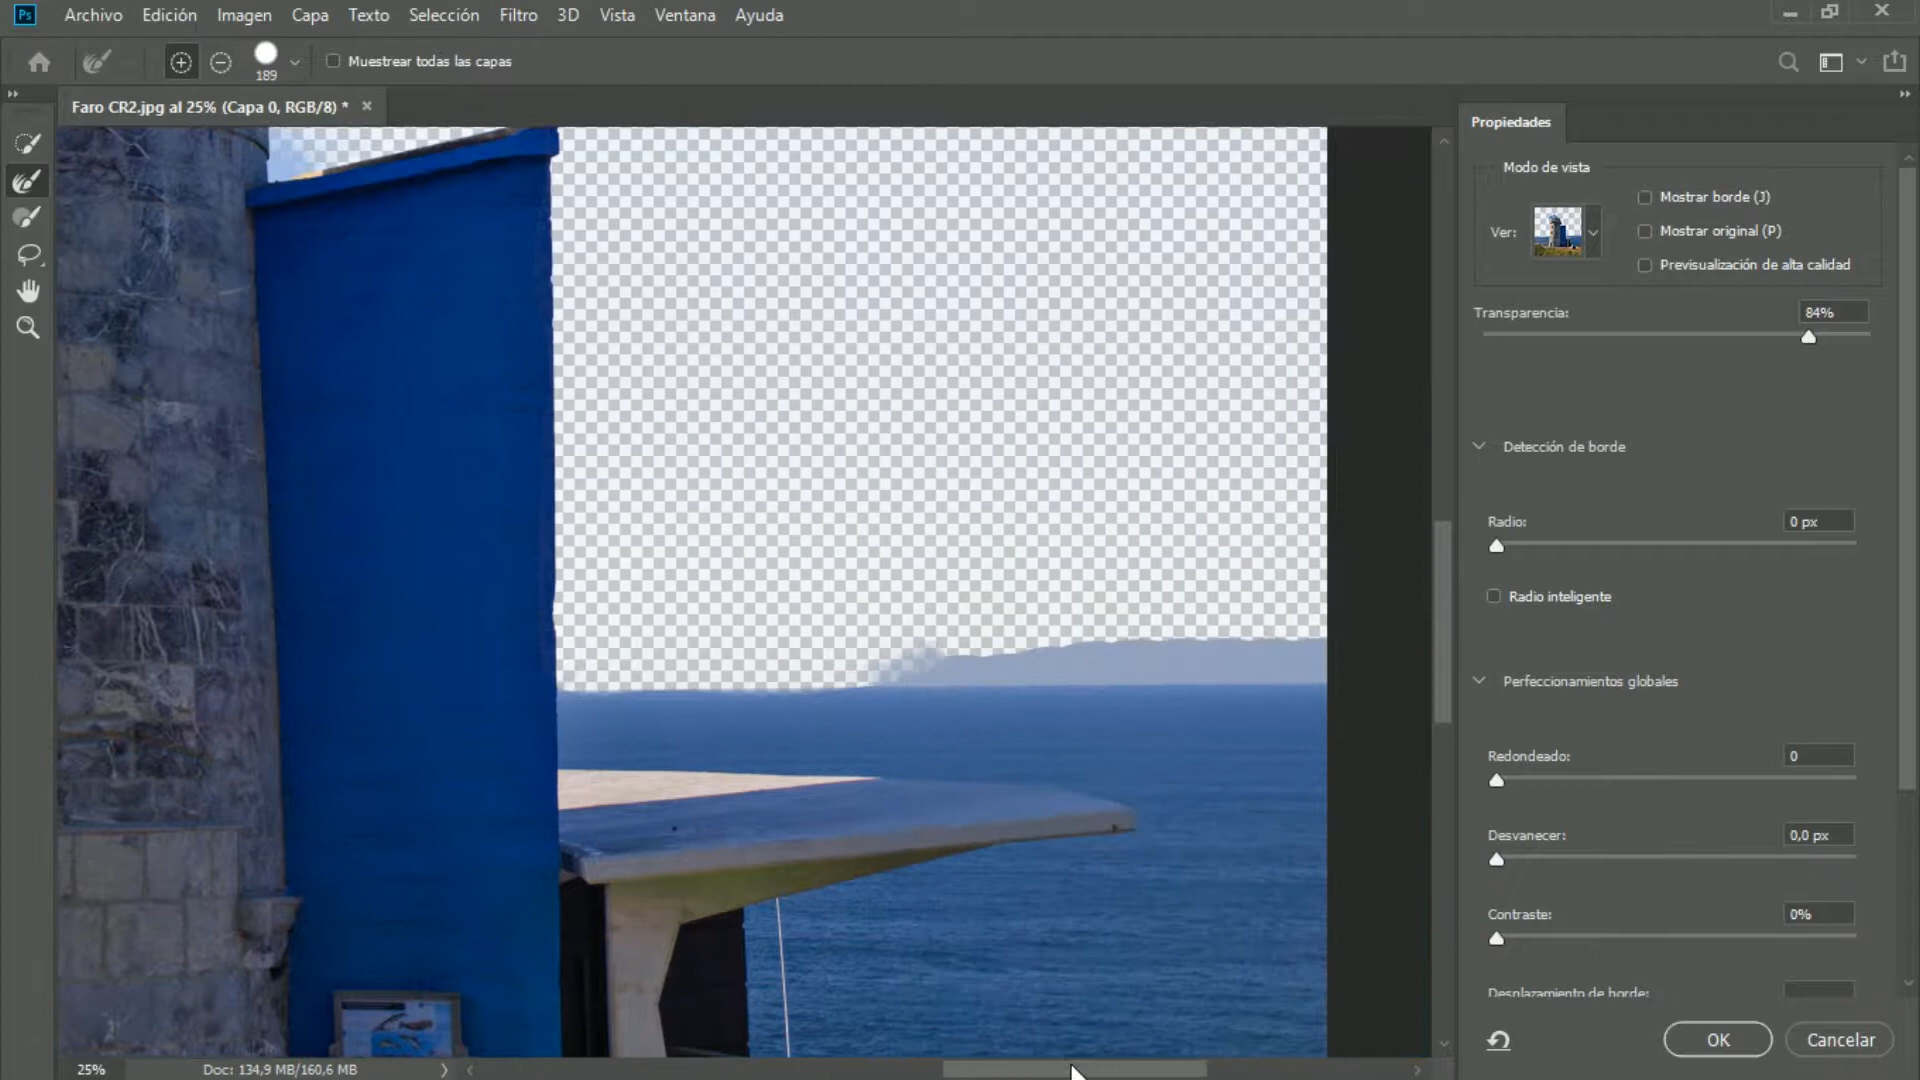 Ps Archivo Edición Imagen Capa Texto Selección Filtro 3D Vista Ventana Ayuda
189 Muestrear todas las capas
Faro CR2.jpg al 25% (Capa 0, RGB/8) *
Propiedades
Modo de vista
Mostrar borde (J)
Ver:
Mostrar original (P)
Previsualización de alta calidad
Transparencia: 84%
Detección de borde
Radio: 0 px
Radio inteligente
Perfeccionamientos globales
Redondeado: 0
Desvanecer: 0,0 px
Contraste: 0%
Desplazamiento de borde:
OK Cancelar
25% Doc: 134,9 MB/160,6 MB